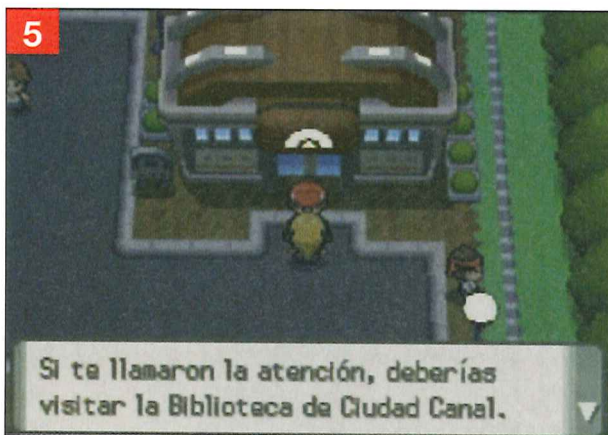 5
Si te llamaron la atención, deberías
visitar la Biblioteca de Ciudad Canal.